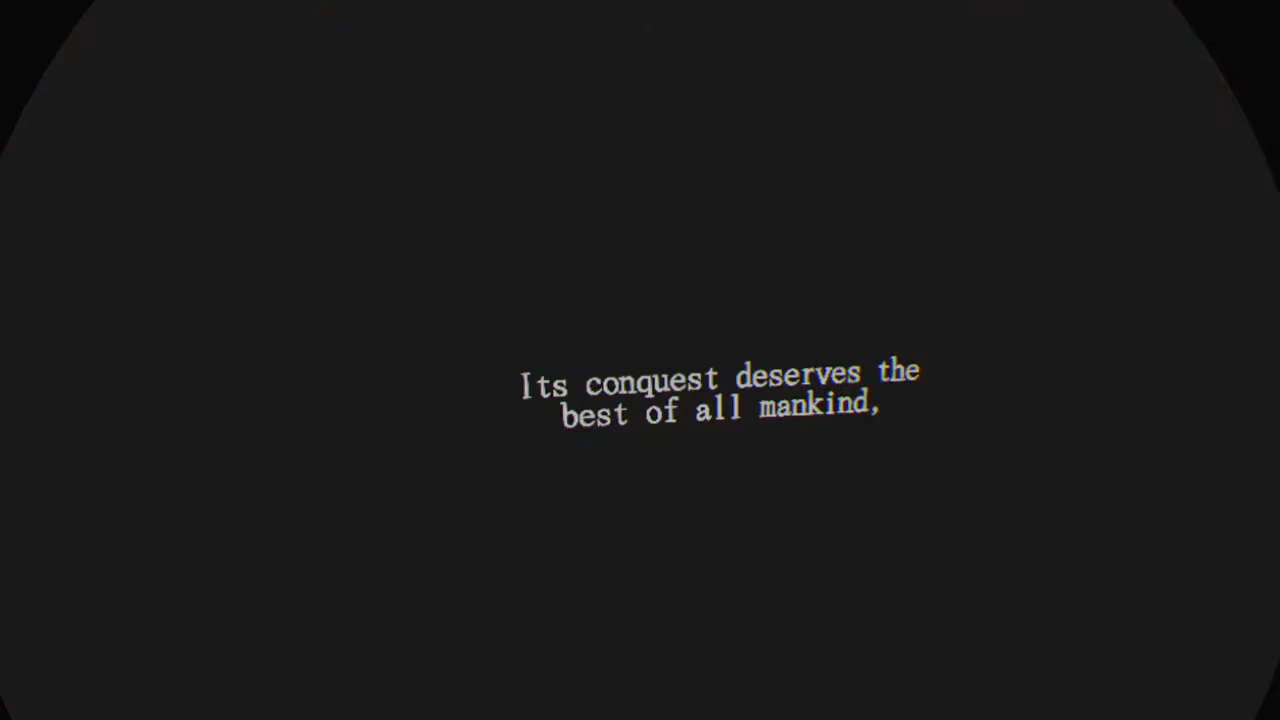 Its conquest deserves the
best of all mankind,